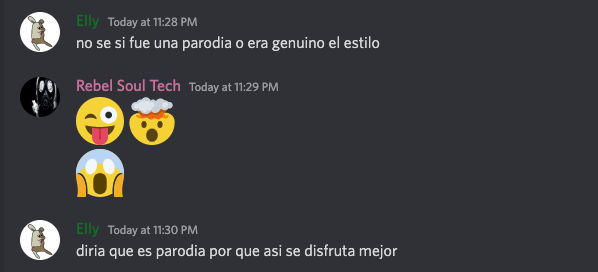 Elly Today at 11:28 PM
no se si fue una parodia o era genuino el estilo
Rebel Soul Tech Today at 11:29 PM
Elly Today at 11:30 PM
diria que es parodia por que asi se disfruta mejor